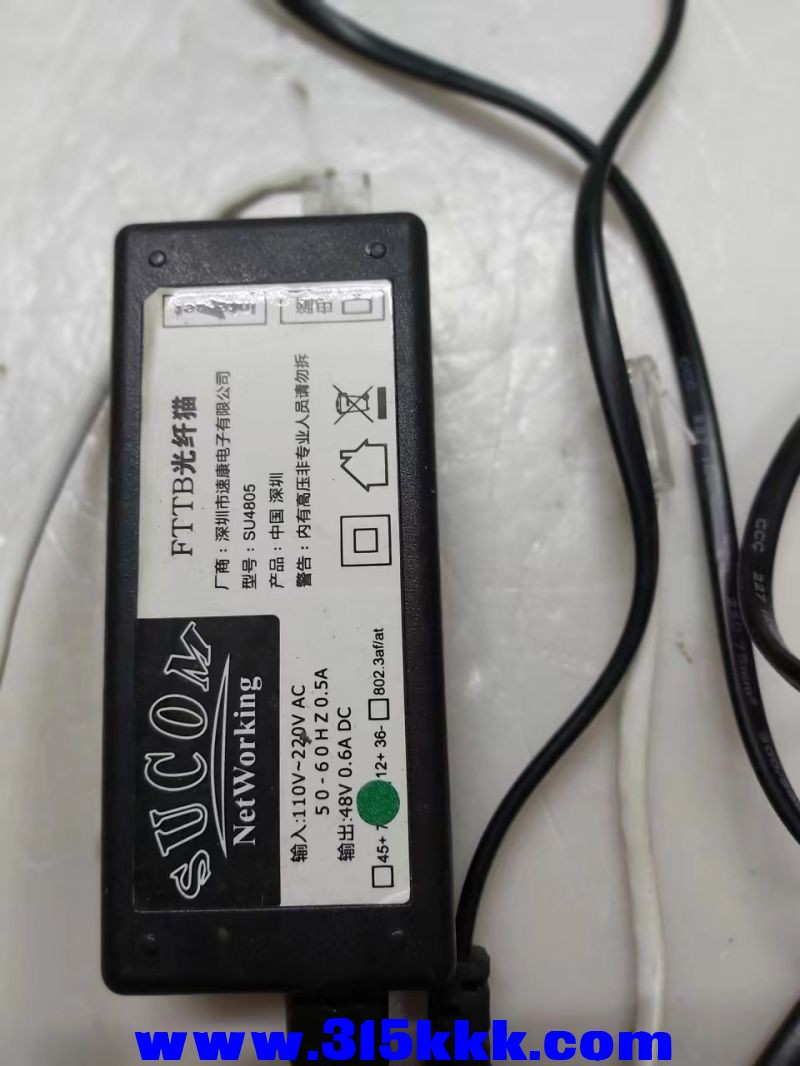 FTTB光纤猫
厂商：深圳市速康电子有限公司
型号：SU4805
产品：中国 深圳
警告：内有高压非专业人员请勿拆
SUCOM
NetWorking
输入:110V~220V AC
50-60HZ 0.5A
输出:48V 0.6A DC
□45+ 12+ 36- □802.3af/at
CCC
CCC 227
www.315kkk.com